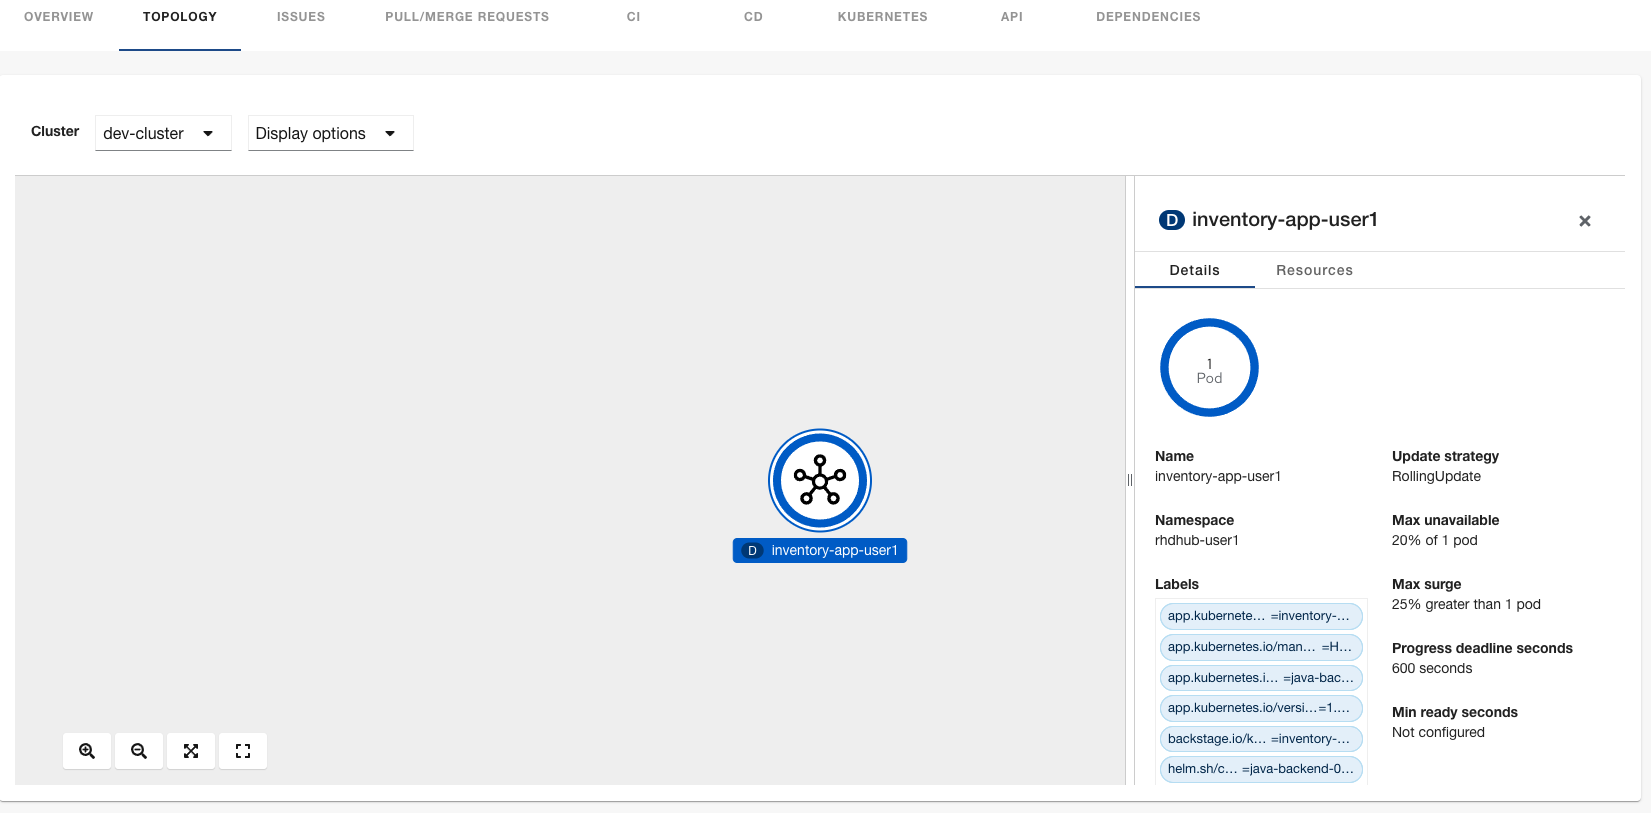 OVERVIEW TOPOLOGY ISSUES PULL/MERGE REQUESTS CI CD KUBERNETES API DEPENDENCIES
Cluster dev-cluster Display options
D inventory-app-user1
D inventory-app-user1
Details Resources
1
Pod
Name
inventory-app-user1
Namespace
rhdhub-user1
Labels
app.kubernete... =inventory-...
app.kubernetes.io/man... =H...
app.kubernetes.i... =java-bac...
app.kubernetes.io/versi...=1....
backstage.io/k... =inventory-...
helm.sh/c... =java-backend-0...
Update strategy
RollingUpdate
Max unavailable
20% of 1 pod
Max surge
25% greater than 1 pod
Progress deadline seconds
600 seconds
Min ready seconds
Not configured